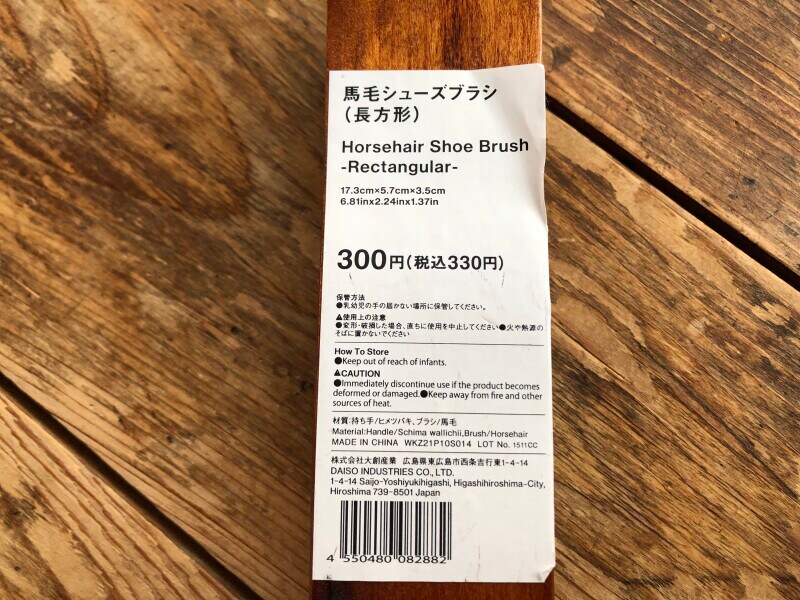 馬毛シューズブラシ
（長方形）
Horsehair Shoe Brush
-Rectangular-
17.3cm×5.7cm×3.5cm
6.81inx2.24inx1.37in
300円（税込330円）
保管方法
●乳幼児の手の届かない場所に保管してください。
▲使用上の注意
●変形・破損した場合、直ちに使用を中止してください●火や熱源の
そばに置かないでください
How To Store
●Keep out of reach of infants.
▲CAUTION
●Immediately discontinue use if the product becomes
deformed or damaged.●Keep away from fire and other
sources of heat.
材質:持ち手/ヒメツバキ、ブラシ/馬毛
Material:Handle/Schima wallichii,Brush/Horsehair
MADE IN CHINA WKZ21P10S014 LOT No. 1511CC
株式会社大創産業 広島県東広島市西条吉行東1-4-14
DAISO INDUSTRIES CO., LTD.
1-4-14 Saijo-Yoshiyukihigashi, Higashihiroshima-City,
Hiroshima 739-8501 Japan
4 550480 082882